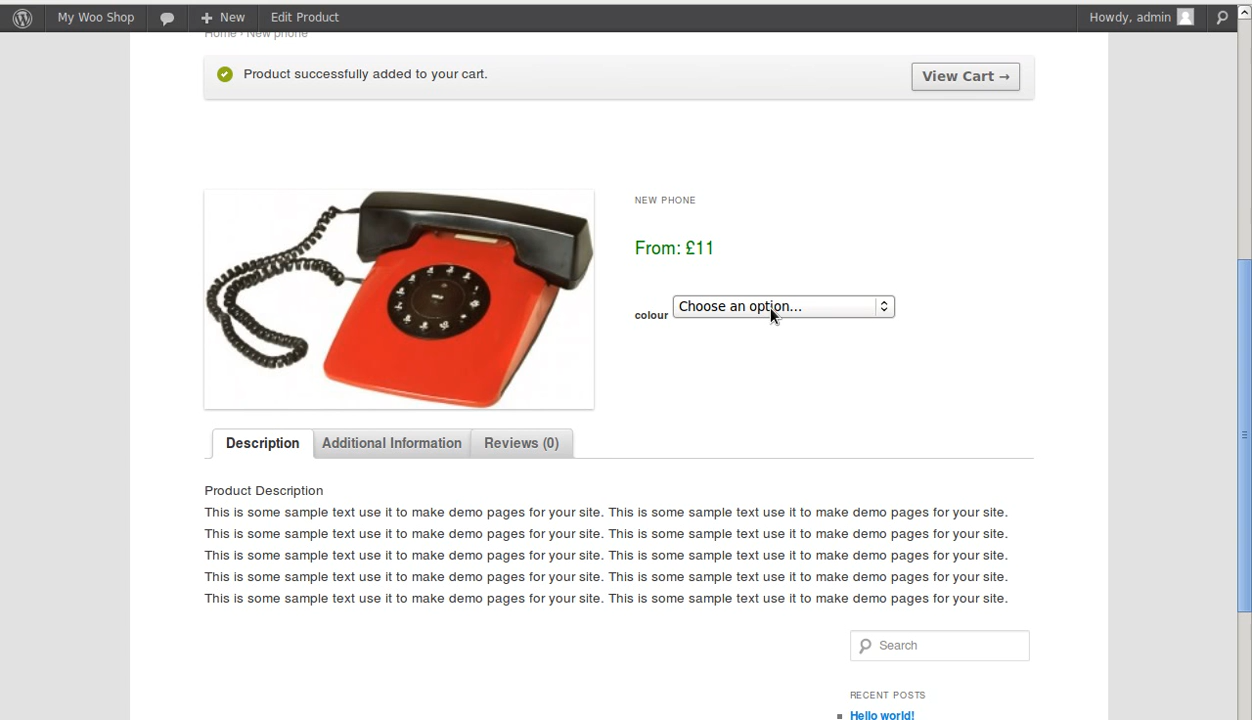 My Woo Shop
New
Edit Product
Howdy, admin
Home › New phone
Product successfully added to your cart.
View Cart →
NEW PHONE
From: £11
colour
Choose an option...
Description
Additional Information
Reviews (0)
Product Description
This is some sample text use it to make demo pages for your site. This is some sample text use it to make demo pages for your site.
This is some sample text use it to make demo pages for your site. This is some sample text use it to make demo pages for your site.
This is some sample text use it to make demo pages for your site. This is some sample text use it to make demo pages for your site.
This is some sample text use it to make demo pages for your site. This is some sample text use it to make demo pages for your site.
This is some sample text use it to make demo pages for your site. This is some sample text use it to make demo pages for your site.
Search
RECENT POSTS
Hello world!